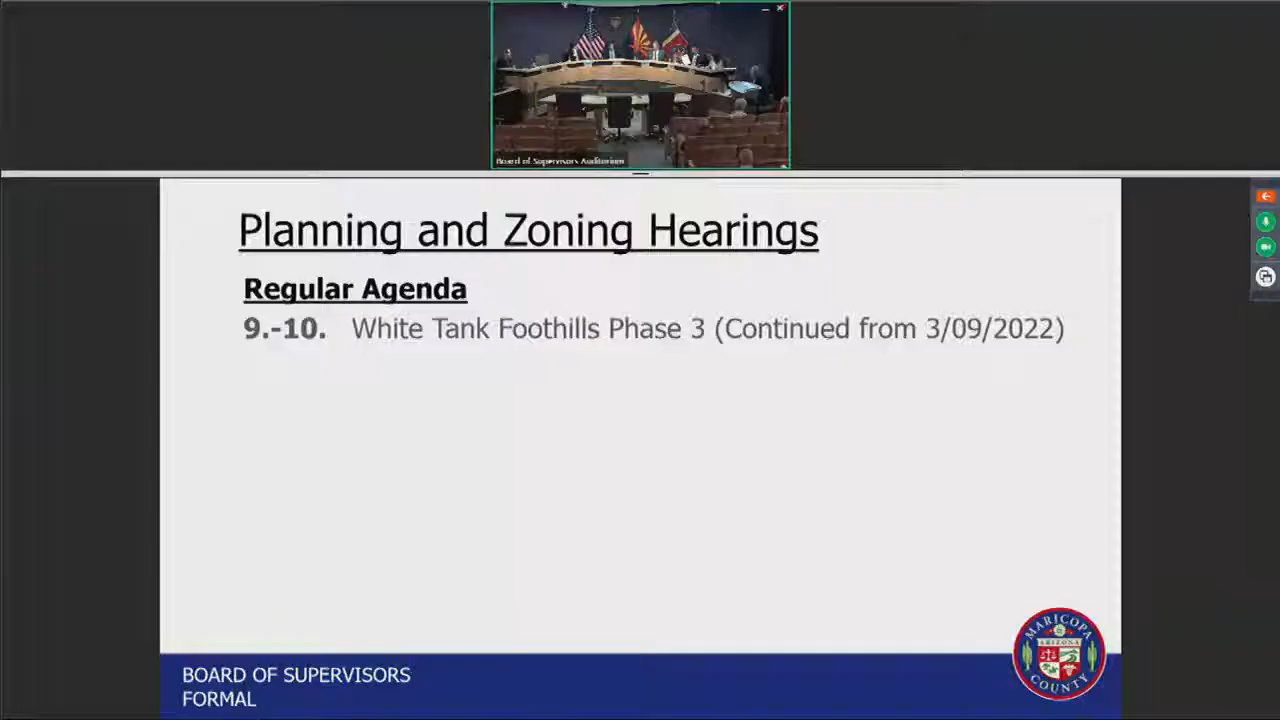 Board of Supervisors Auditorium
Planning and Zoning Hearings
Regular Agenda
9.-10. White Tank Foothills Phase 3 (Continued from 3/09/2022)
BOARD OF SUPERVISORS
FORMAL
MARICOPA
ARIZONA
COUNTY